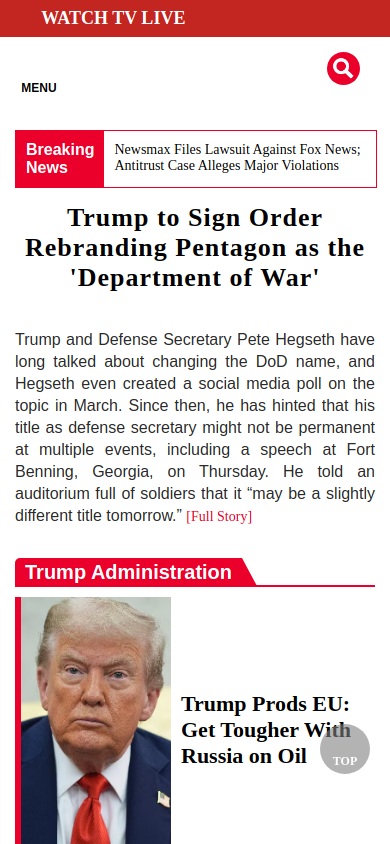 WATCH TV LIVE
MENU
Breaking News
Newsmax Files Lawsuit Against Fox News;
Antitrust Case Alleges Major Violations
Trump to Sign Order
Rebranding Pentagon as the
'Department of War'
Trump and Defense Secretary Pete Hegseth have
long talked about changing the DoD name, and
Hegseth even created a social media poll on the
topic in March. Since then, he has hinted that his
title as defense secretary might not be permanent
at multiple events, including a speech at Fort
Benning, Georgia, on Thursday. He told an
auditorium full of soldiers that it “may be a slightly
different title tomorrow.” [Full Story]
Trump Administration
Trump Prods EU:
Get Tougher With
Russia on Oil
TOP